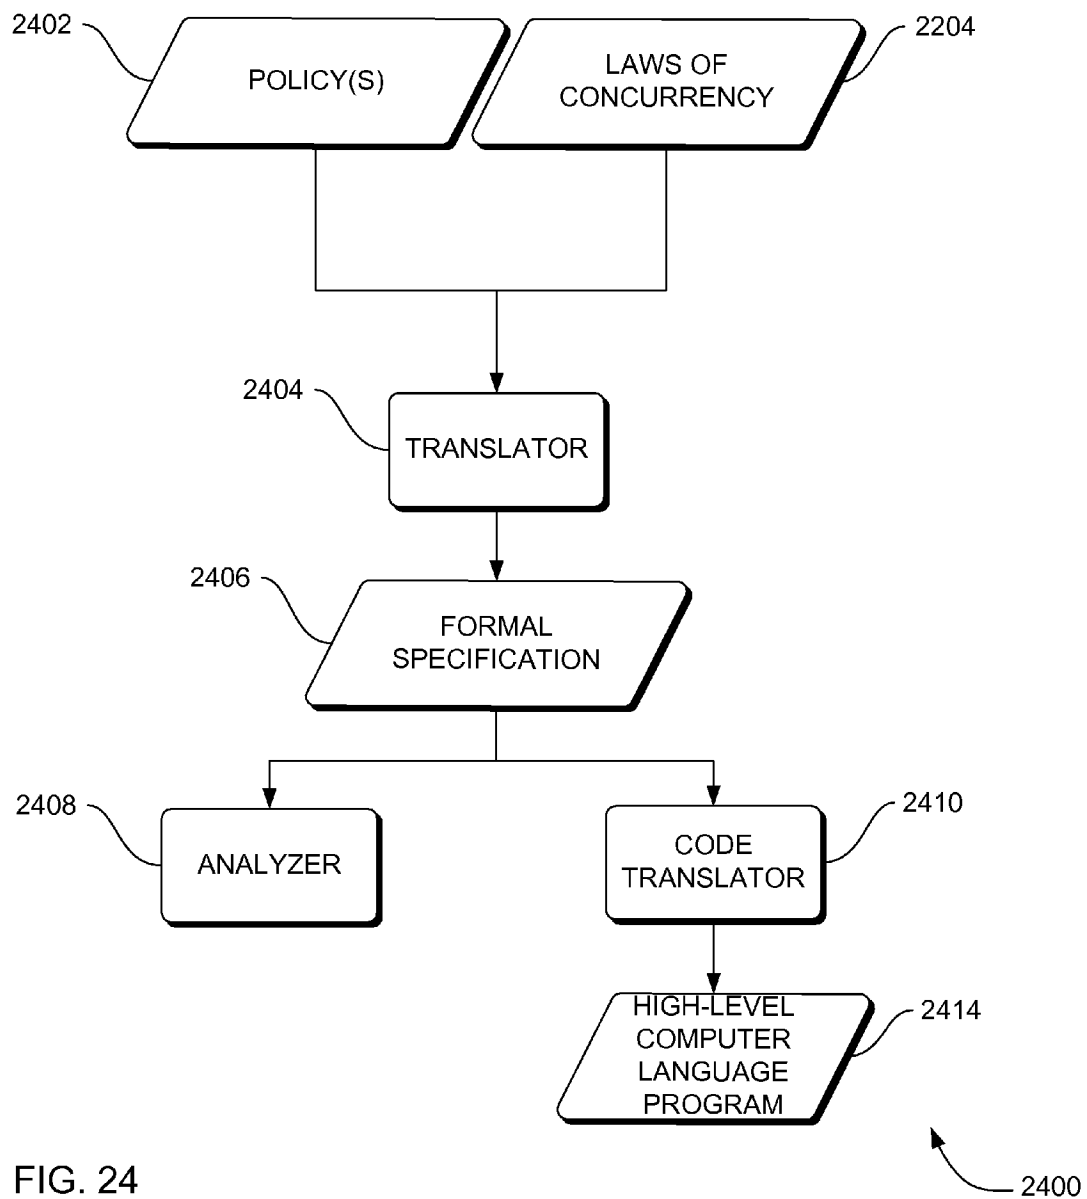 2402
POLICY(S)
LAWS OF
CONCURRENCY
2204
2404
TRANSLATOR
2406
FORMAL
SPECIFICATION
2408
ANALYZER
CODE
TRANSLATOR
2410
HIGH-LEVEL
COMPUTER
LANGUAGE
PROGRAM
2414
FIG. 24
2400